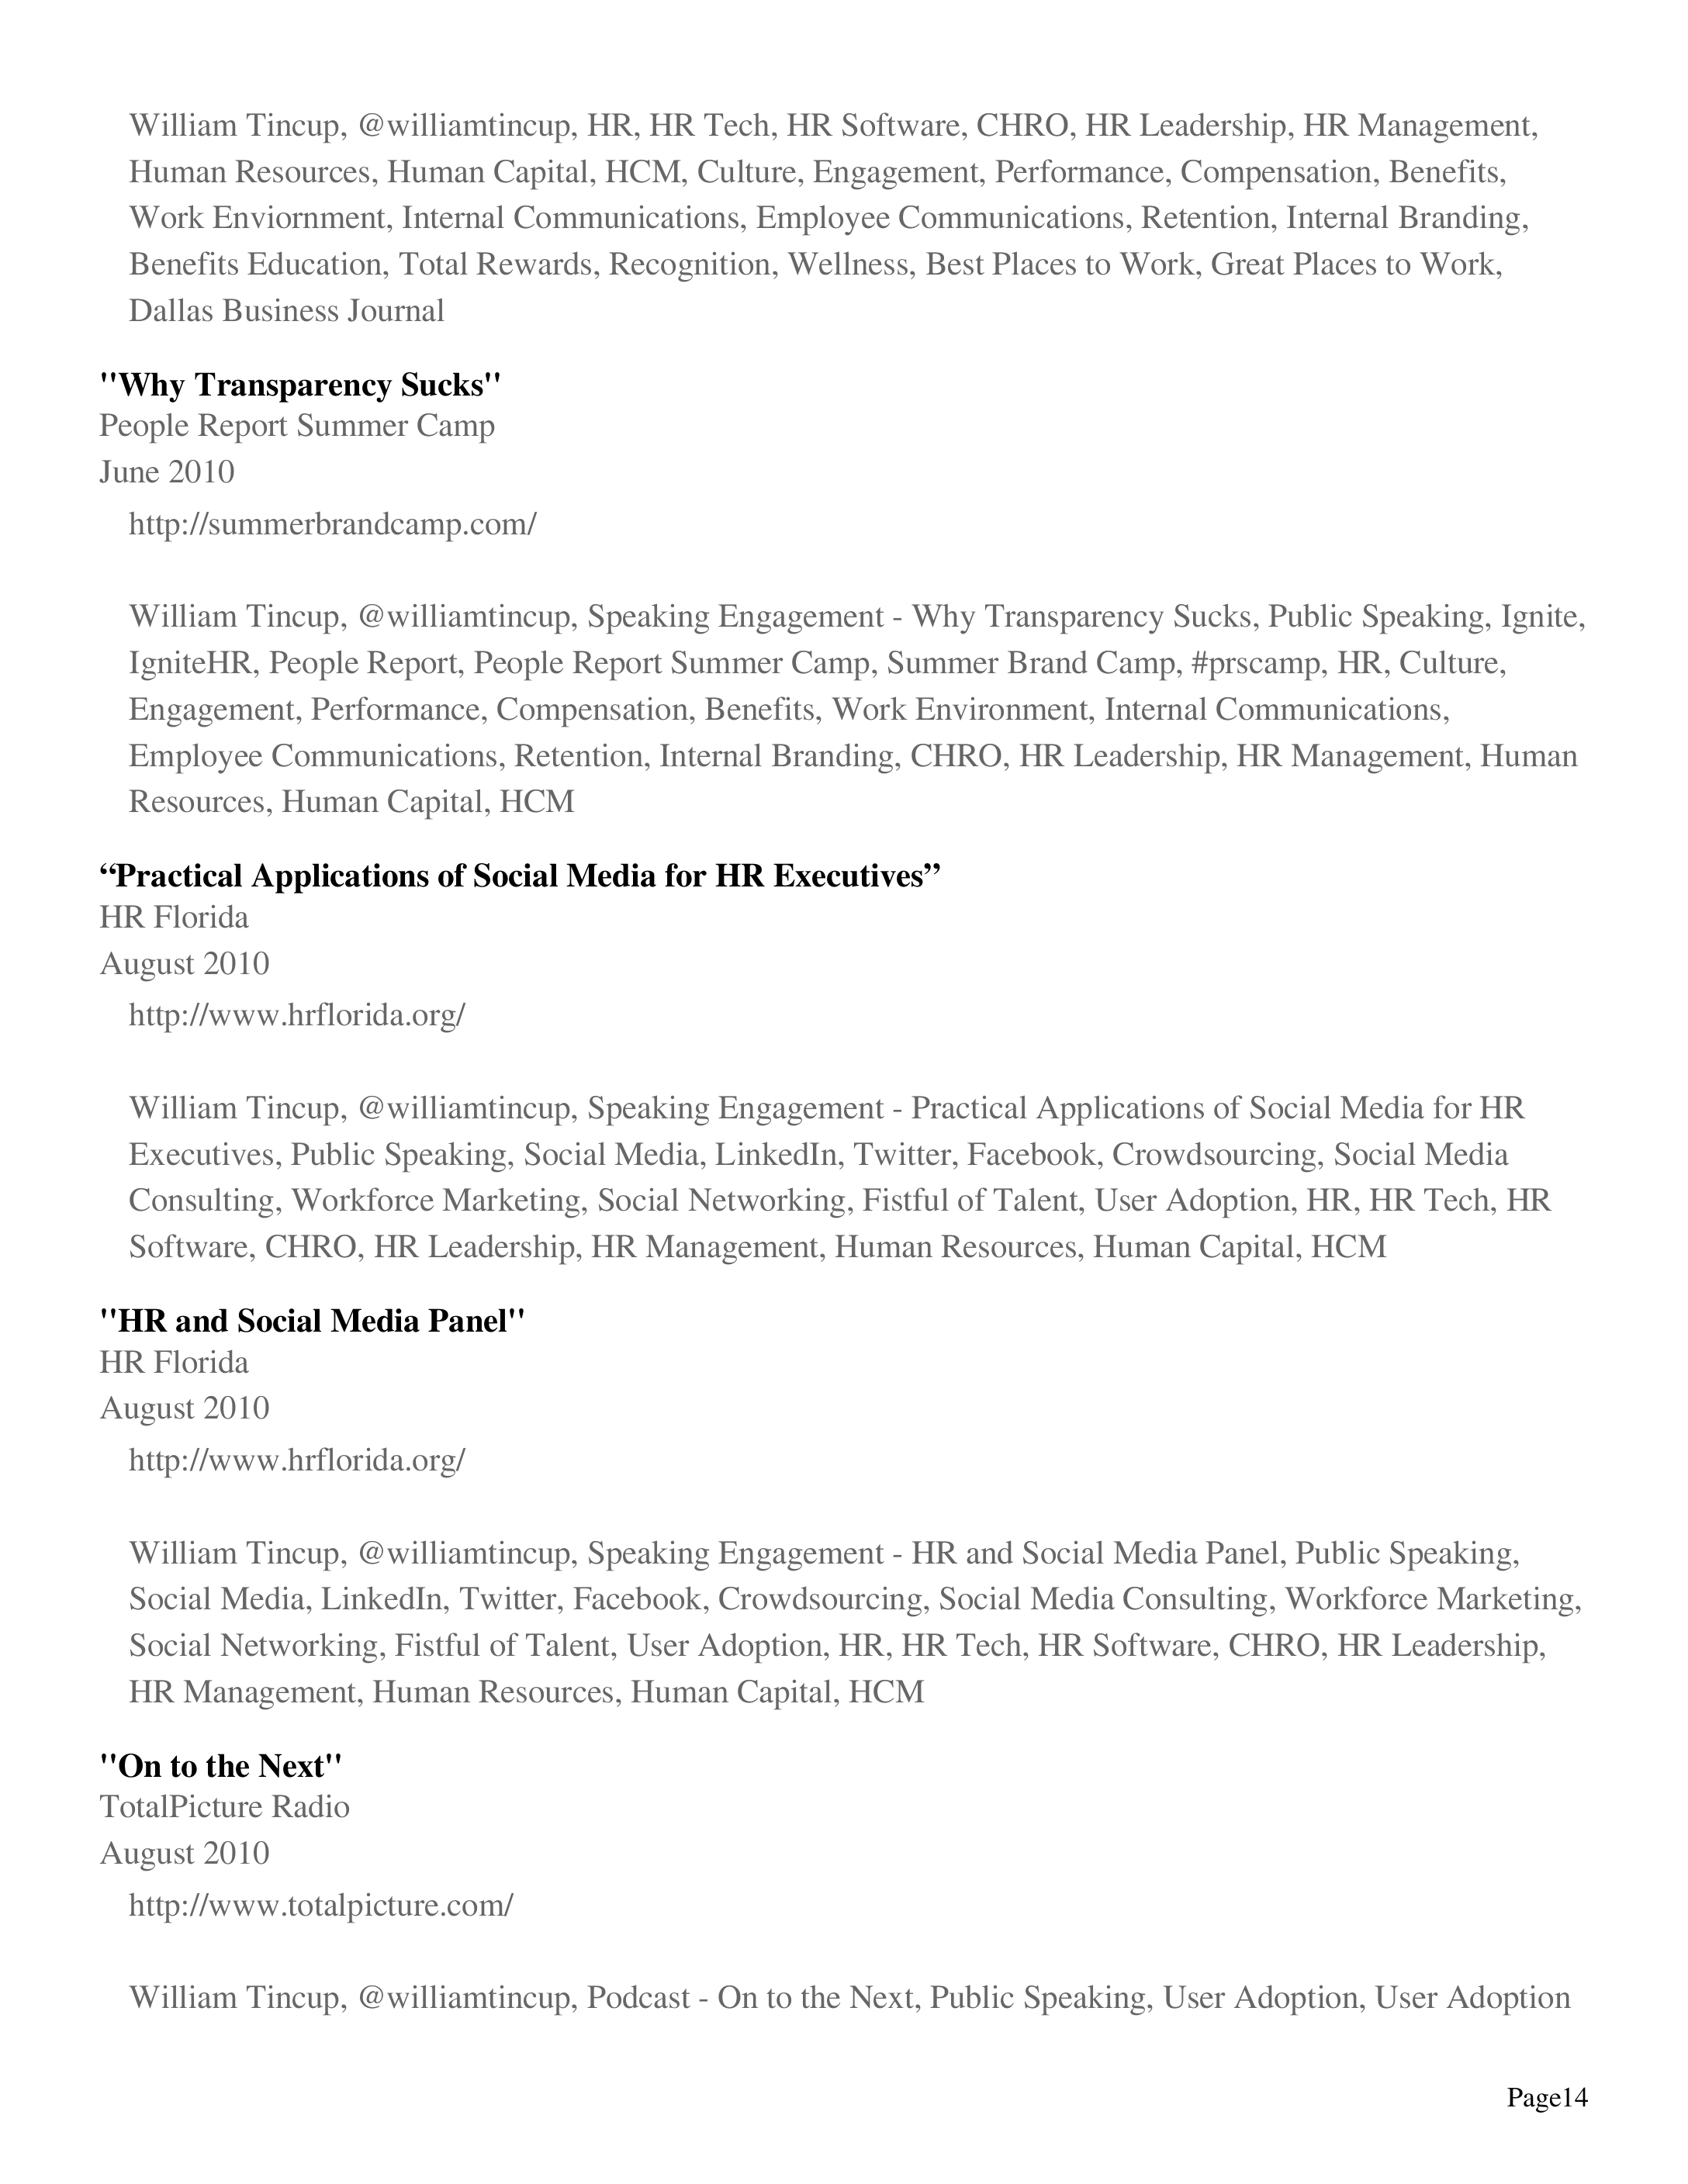 William Tincup, @williamtincup, HR, HR Tech, HR Software, CHRO, HR Leadership, HR Management,
Human Resources, Human Capital, HCM, Culture, Engagement, Performance, Compensation, Benefits,
Work Enviornment, Internal Communications, Employee Communications, Retention, Internal Branding,
Benefits Education, Total Rewards, Recognition, Wellness, Best Places to Work, Great Places to Work,
Dallas Business Journal
"Why Transparency Sucks"
People Report Summer Camp
June 2010
http://summerbrandcamp.com/
William Tincup, @williamtincup, Speaking Engagement - Why Transparency Sucks, Public Speaking, Ignite,
IgniteHR, People Report, People Report Summer Camp, Summer Brand Camp, #prscamp, HR, Culture,
Engagement, Performance, Compensation, Benefits, Work Environment, Internal Communications,
Employee Communications, Retention, Internal Branding, CHRO, HR Leadership, HR Management, Human
Resources, Human Capital, HCM
“Practical Applications of Social Media for HR Executives”
HR Florida
August 2010
http://www.hrflorida.org/
William Tincup, @williamtincup, Speaking Engagement - Practical Applications of Social Media for HR
Executives, Public Speaking, Social Media, LinkedIn, Twitter, Facebook, Crowdsourcing, Social Media
Consulting, Workforce Marketing, Social Networking, Fistful of Talent, User Adoption, HR, HR Tech, HR
Software, CHRO, HR Leadership, HR Management, Human Resources, Human Capital, HCM
"HR and Social Media Panel"
HR Florida
August 2010
http://www.hrflorida.org/
William Tincup, @williamtincup, Speaking Engagement - HR and Social Media Panel, Public Speaking,
Social Media, LinkedIn, Twitter, Facebook, Crowdsourcing, Social Media Consulting, Workforce Marketing,
Social Networking, Fistful of Talent, User Adoption, HR, HR Tech, HR Software, CHRO, HR Leadership,
HR Management, Human Resources, Human Capital, HCM
"On to the Next"
TotalPicture Radio
August 2010
http://www.totalpicture.com/
William Tincup, @williamtincup, Podcast - On to the Next, Public Speaking, User Adoption, User Adoption
Page14